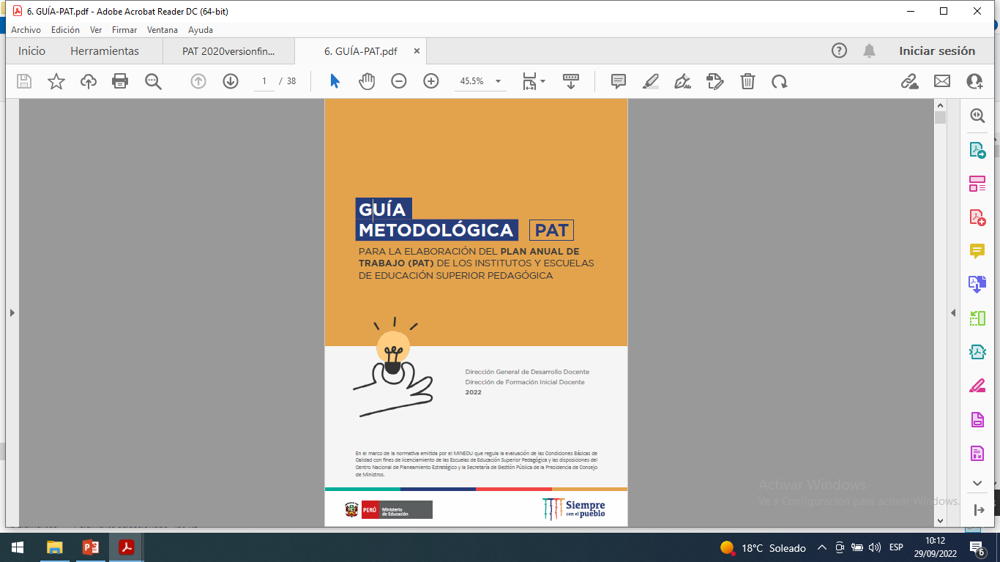 6. GUÍA-PAT.pdf - Adobe Acrobat Reader DC (64-bit)
Archivo Edición Ver Firmar Ventana Ayuda
Inicio Herramientas PAT 2020versionfin... 6. GUÍA-PAT.pdf × Iniciar sesión
1 / 38 45.5%
GUÍA
METODOLÓGICA PAT
PARA LA ELABORACIÓN DEL PLAN ANUAL DE
TRABAJO (PAT) DE LOS INSTITUTOS Y ESCUELAS
DE EDUCACIÓN SUPERIOR PEDAGÓGICA
Dirección General de Desarrollo Docente
Dirección de Formación Inicial Docente
2022
En el marco de la normativa emitida por el MINEDU que regula la evaluación de las Condiciones Básicas de
Calidad con fines de licenciamiento de las Escuelas de Educación Superior Pedagógica y las disposiciones del
Centro Nacional de Planeamiento Estratégico y la Secretaría de Gestión Pública de la Presidencia de Consejo
de Ministros.
PERÚ Ministerio
de Educación
Siempre
con el pueblo
Activar Windows
Ve a Configuración para activar Windows.
18°C Soleado ESP 10:12
29/09/2022 6